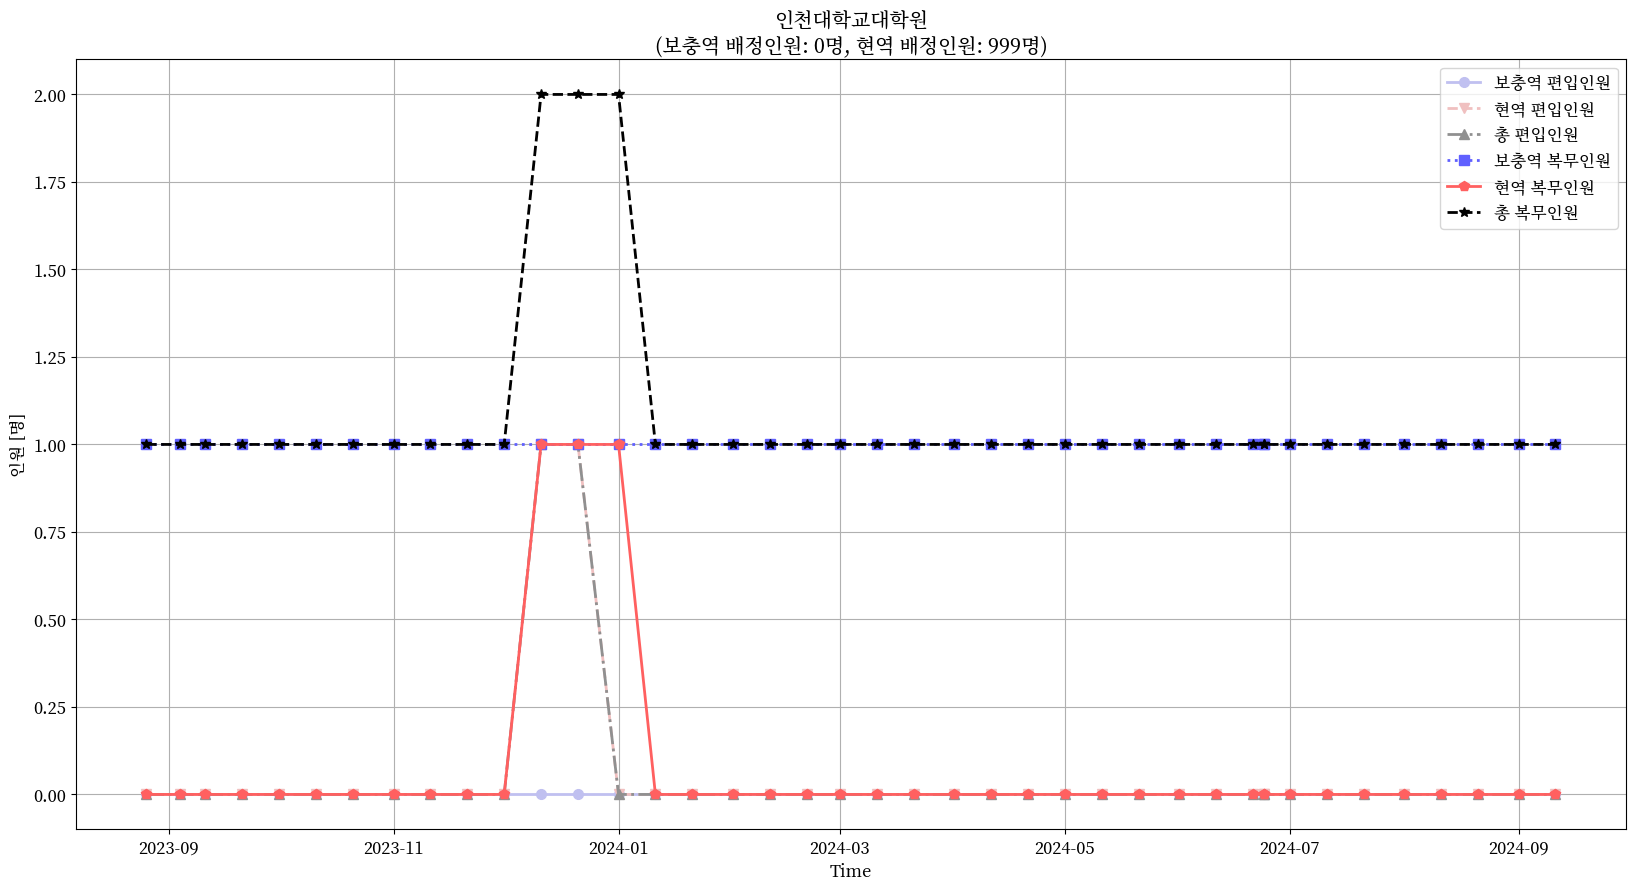 인천대학교대학원
(보충역 배정인원: 0명, 현역 배정인원: 999명)
보충역 편입인원
현역 편입인원
총 편입인원
보충역 복무인원
현역 복무인원
총 복무인원
2.00
1.75
1.50
1.25
1.00
0.75
0.50
0.25
0.00
인원 [명]
2023-09
2023-11
2024-01
2024-03
2024-05
2024-07
2024-09
Time